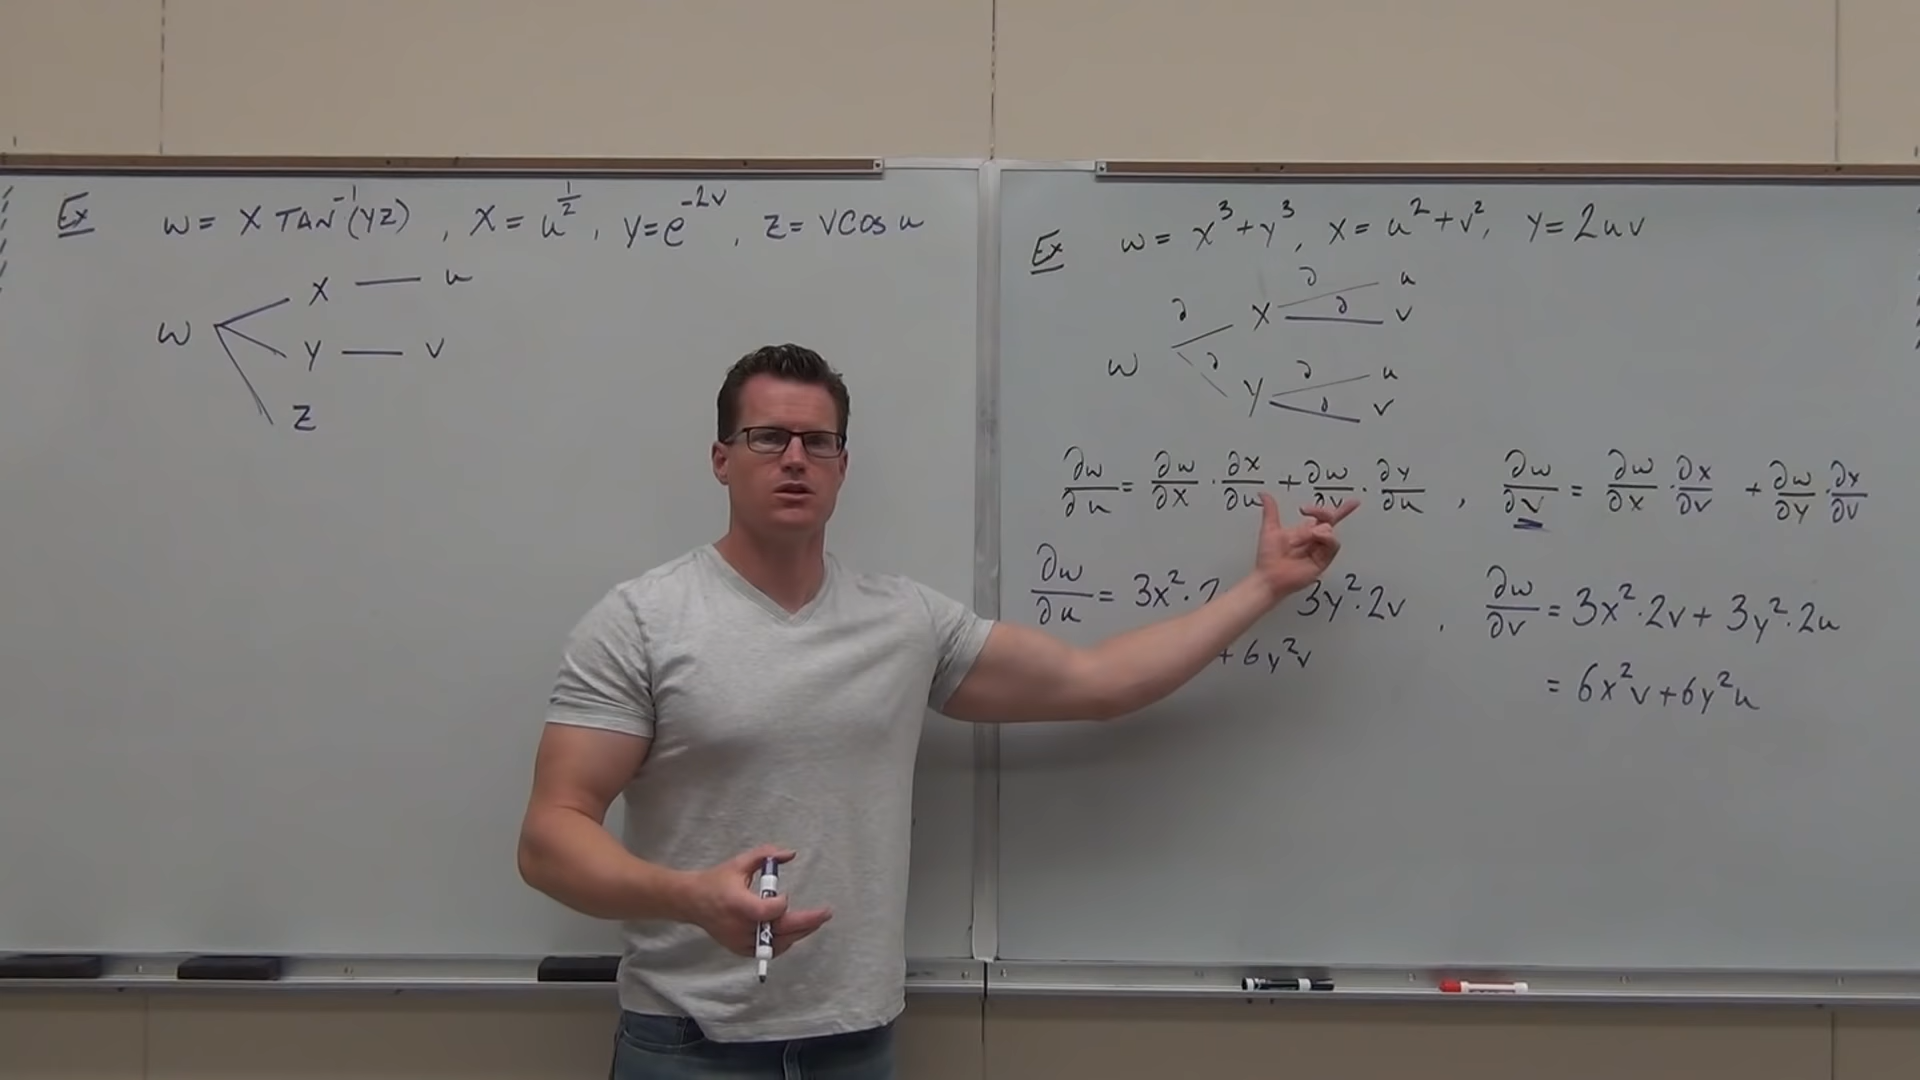 Ex w = x TAN⁻¹(yz) , x = u^½ , y = e^-2v , z = v cos u
x — u
w
y — v
z
Ex w = x³ + y³, x = u² + v², y = 2uv
∂ u
∂ x ∂ v
w
∂ y ∂ u
∂ v
∂w/∂u = ∂w/∂x · ∂x/∂u + ∂w/∂y · ∂y/∂u , ∂w/∂v = ∂w/∂x · ∂x/∂v + ∂w/∂y · ∂y/∂v
∂w/∂u = 3x² · 2 3y² · 2v , ∂w/∂v = 3x² · 2v + 3y² · 2u
+ 6y²v
= 6x²v + 6y²u